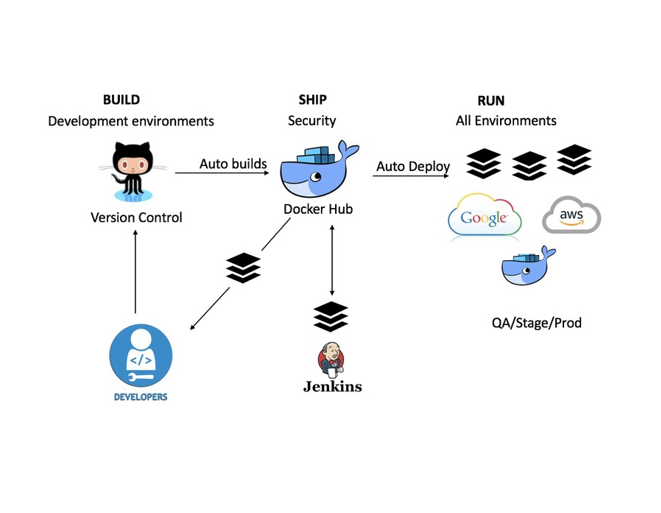 BUILD
Development environments
SHIP
Security
RUN
All Environments
Auto builds
Auto Deploy
Version Control
Docker Hub
Google
aws
QA/Stage/Prod
</>
DEVELOPERS
Jenkins